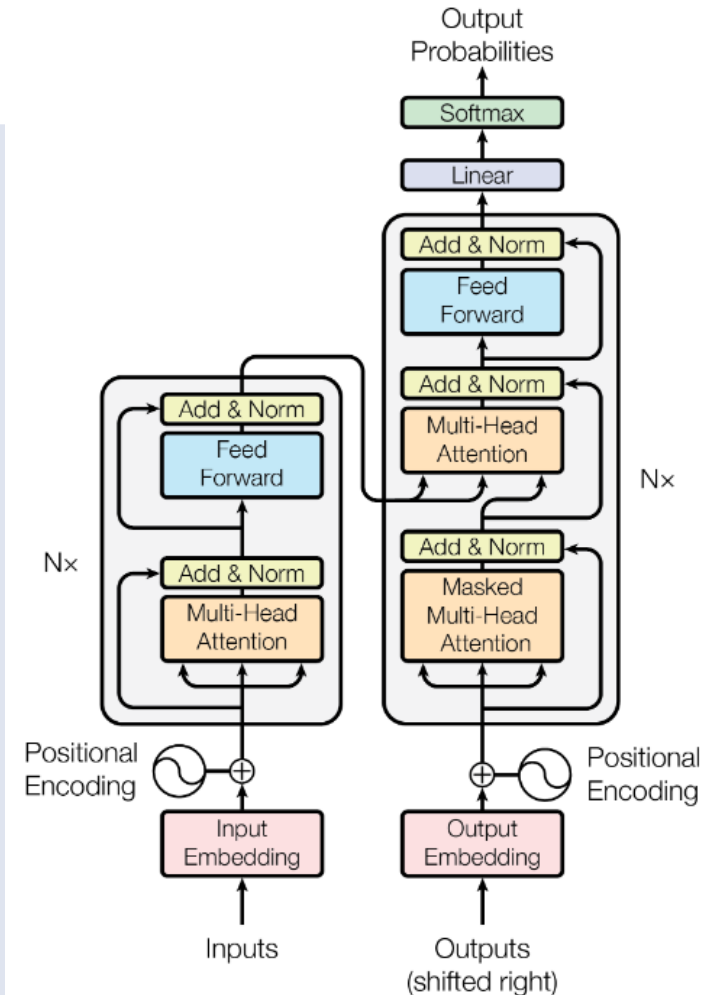 Output
Probabilities
Softmax
Linear
Add & Norm
Feed
Forward
Add & Norm
Multi-Head
Attention
Add & Norm
Masked
Multi-Head
Attention
N×
Add & Norm
Feed
Forward
Add & Norm
Multi-Head
Attention
N×
Positional
Encoding
Positional
Encoding
Input
Embedding
Output
Embedding
Inputs
Outputs
(shifted right)